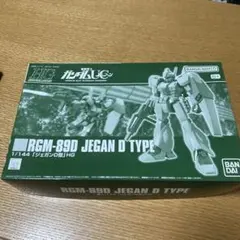 HG
ガンダムUC
RGM-89D JEGAN D TYPE
1/144「ジェガンD型」HG
BANDAI
RGM-89D JEGAN D TYPE